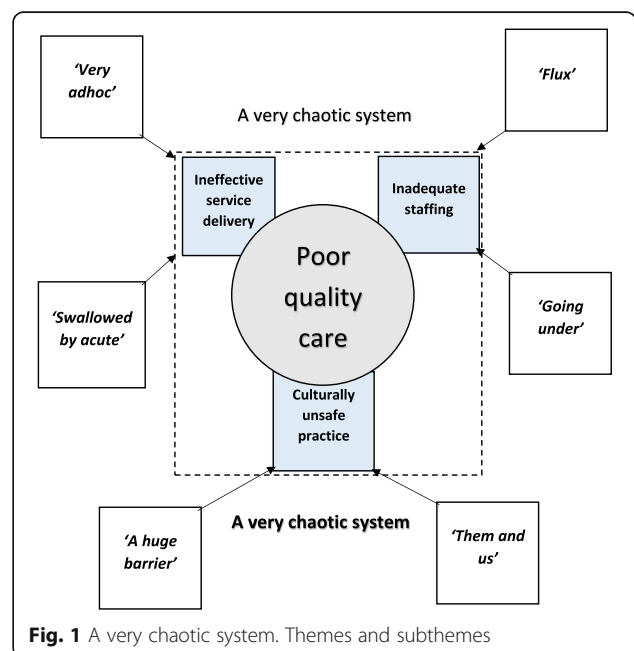 ‘Very
adhoc’
‘Flux’
A very chaotic system
Ineffective
service
delivery
Inadequate
staffing
Poor
quality
care
‘Swallowed
by acute’
‘Going
under’
Culturally
unsafe
practice
‘A huge
barrier’
A very chaotic system
‘Them and
us’
Fig. 1 A very chaotic system. Themes and subthemes